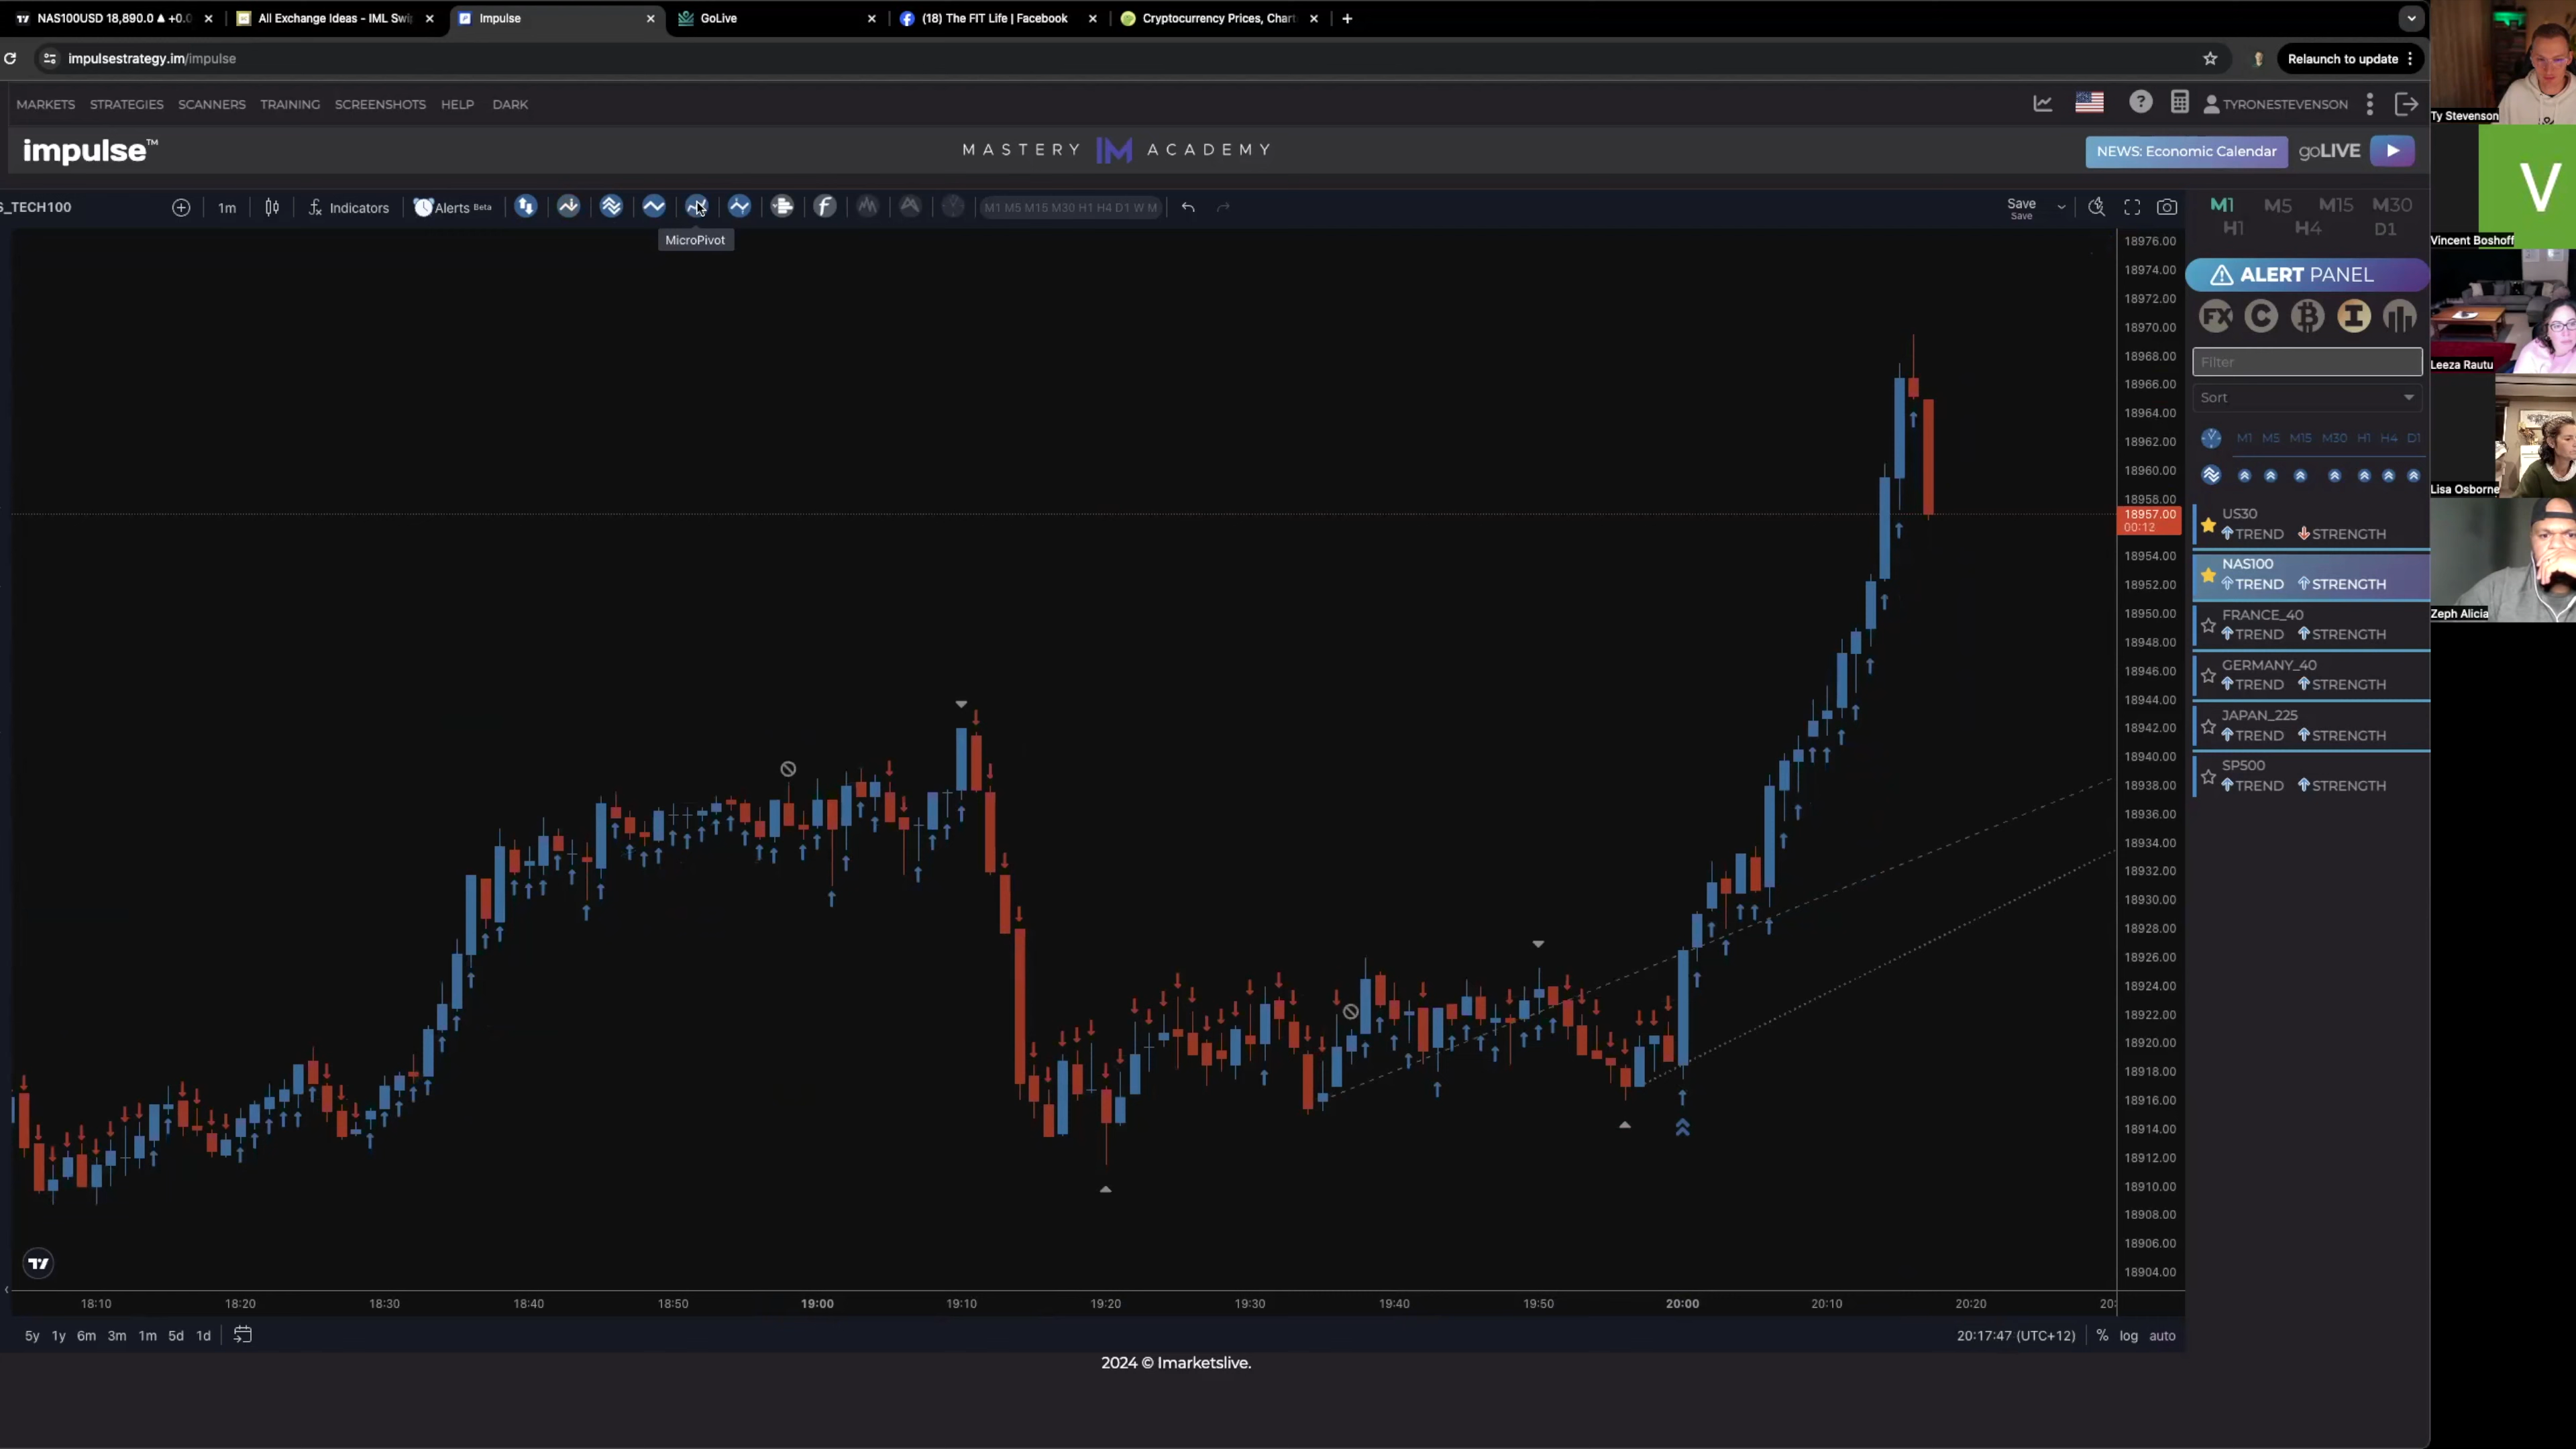 NAS100USD 18,890.0 ▲ +0.0
All Exchange Ideas - IML Swi
Impulse
GoLive
(18) The FIT Life | Facebook
Cryptocurrency Prices, Chart
impulsestrategy.im/impulse
Relaunch to update
MARKETS STRATEGIES SCANNERS TRAINING SCREENSHOTS HELP DARK
TYRONESTEVENSON
impulse™
MASTERY IM ACADEMY
NEWS: Economic Calendar
goLIVE
S_TECH100
1m
Indicators
Alerts Beta
M1 M5 M15 M30 H1 H4 D1 W M
Save
Save
MicroPivot
M1 M5 M15 M30
H1 H4 D1
ALERT PANEL
FX C I
Filter
Sort
M1 M5 M15 M30 H1 H4 D1
US30
TREND STRENGTH
NAS100
TREND STRENGTH
FRANCE_40
TREND STRENGTH
GERMANY_40
TREND STRENGTH
JAPAN_225
TREND STRENGTH
SP500
TREND STRENGTH
18976.00
18974.00
18972.00
18970.00
18968.00
18966.00
18964.00
18962.00
18960.00
18958.00
18957.00
00:12
18954.00
18952.00
18950.00
18948.00
18946.00
18944.00
18942.00
18940.00
18938.00
18936.00
18934.00
18932.00
18930.00
18928.00
18926.00
18924.00
18922.00
18920.00
18918.00
18916.00
18914.00
18912.00
18910.00
18908.00
18906.00
18904.00
18:10 18:20 18:30 18:40 18:50 19:00 19:10 19:20 19:30 19:40 19:50 20:00 20:10 20:20 20:
5y 1y 6m 3m 1m 5d 1d
20:17:47 (UTC+12)
% log auto
2024 © Imarketslive.
Ty Stevenson
V
Vincent Boshoff
Leeza Rautu
Lisa Osborne
Zeph Alicia